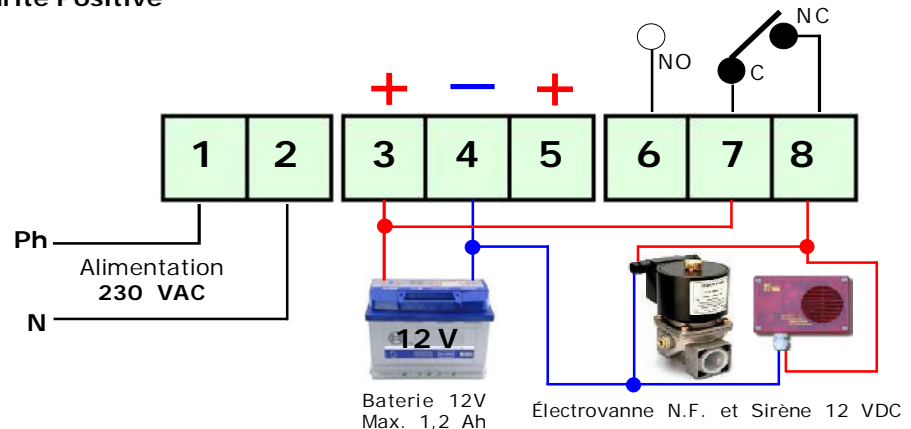 rité Positive
NC
NO
C
+ — +
1 2 3 4 5 6 7 8
Ph
Alimentation
230 VAC
N
12 V
Baterie 12V
Max. 1,2 Ah
Électrovanne N.F. et Sirène 12 VDC